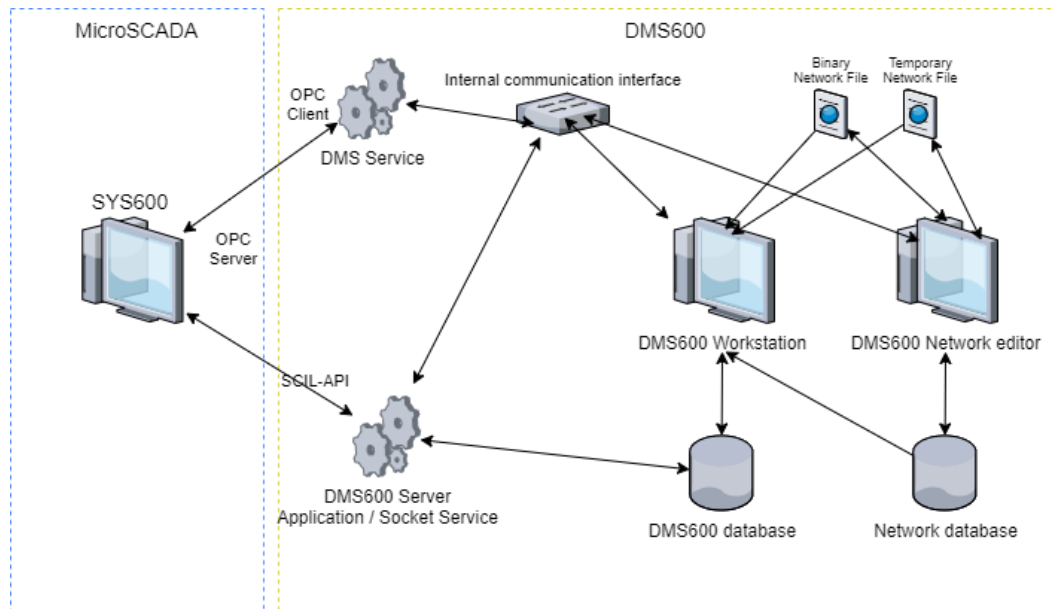 MicroSCADA
DMS600
Binary
Network File
Temporary
Network File
Internal communication interface
OPC
Client
DMS Service
SYS600
OPC
Server
DMS600 Workstation
DMS600 Network editor
SCIL-API
DMS600 Server
Application / Socket Service
DMS600 database
Network database